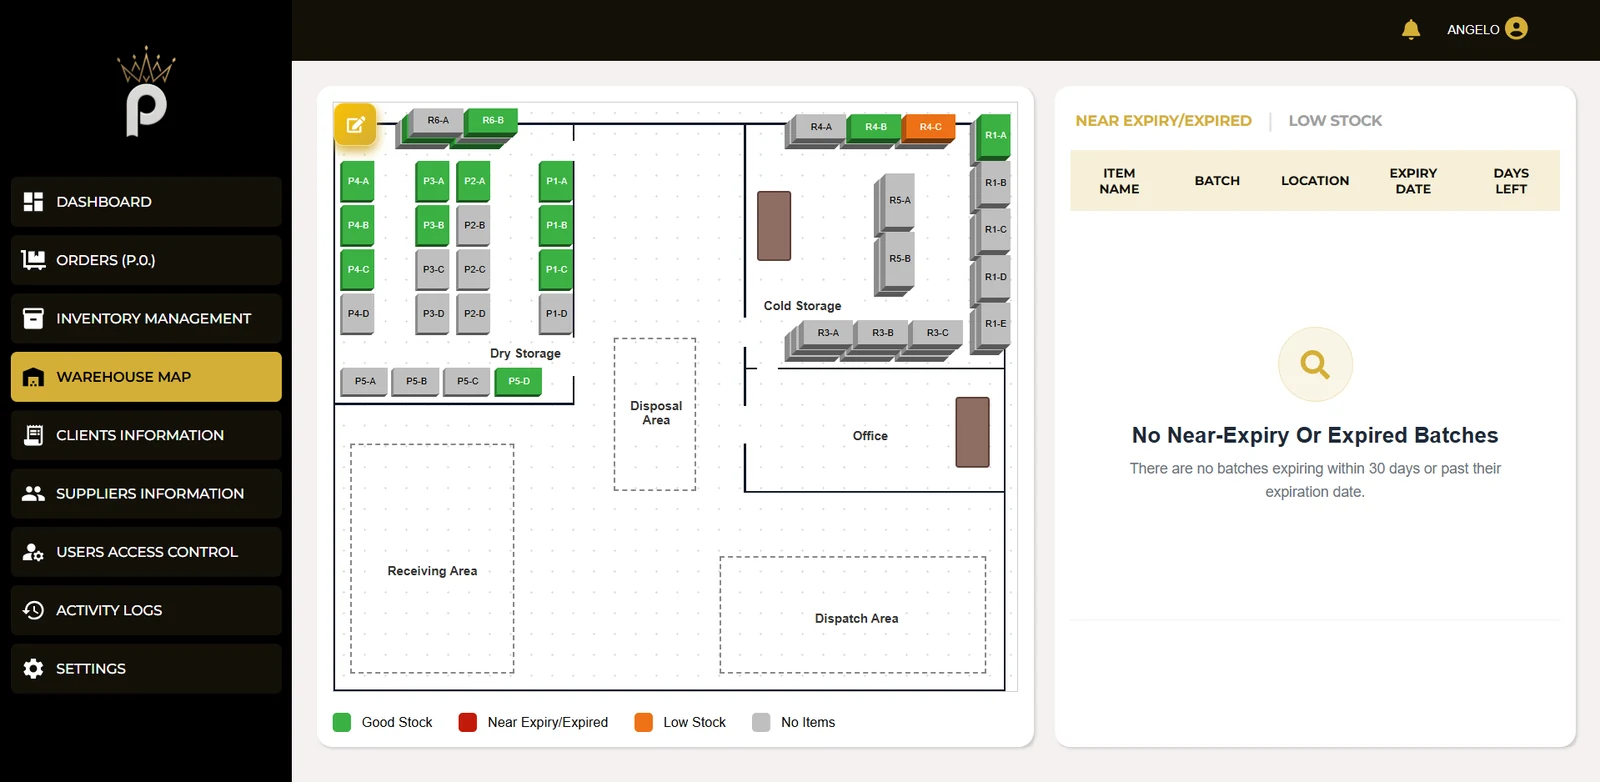 ANGELO
P
DASHBOARD
ORDERS (P.O.)
INVENTORY MANAGEMENT
WAREHOUSE MAP
CLIENTS INFORMATION
SUPPLIERS INFORMATION
USERS ACCESS CONTROL
ACTIVITY LOGS
SETTINGS
R6-A
R6-B
R4-A
R4-B
R4-C
R1-A
P4-A
P3-A
P2-A
P1-A
R1-B
R5-A
P4-B
P3-B
P2-B
P1-B
R1-C
R5-B
P4-C
P3-C
P2-C
P1-C
R1-D
Cold Storage
P4-D
P3-D
P2-D
P1-D
R1-E
R3-A
R3-B
R3-C
Dry Storage
P5-A
P5-B
P5-C
P5-D
Disposal
Area
Office
Receiving Area
Dispatch Area
Good Stock
Near Expiry/Expired
Low Stock
No Items
NEAR EXPIRY/EXPIRED
LOW STOCK
ITEM
NAME
BATCH
LOCATION
EXPIRY
DATE
DAYS
LEFT
No Near-Expiry Or Expired Batches
There are no batches expiring within 30 days or past their
expiration date.